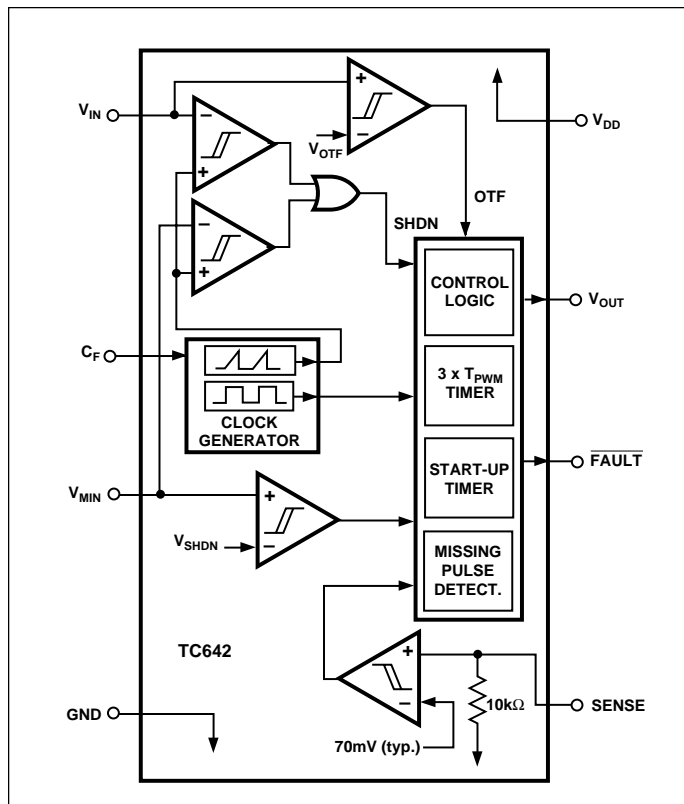 V_IN
+
−
V_OTF
V_DD
−
+
OTF
SHDN
−
+
CONTROL
LOGIC
V_OUT
C_F
3 x T_PWM
TIMER
CLOCK
GENERATOR
START-UP
TIMER
FAULT
V_MIN
+
V_SHDN
−
MISSING
PULSE
DETECT.
TC642
+
−
10kΩ
SENSE
GND
70mV (typ.)